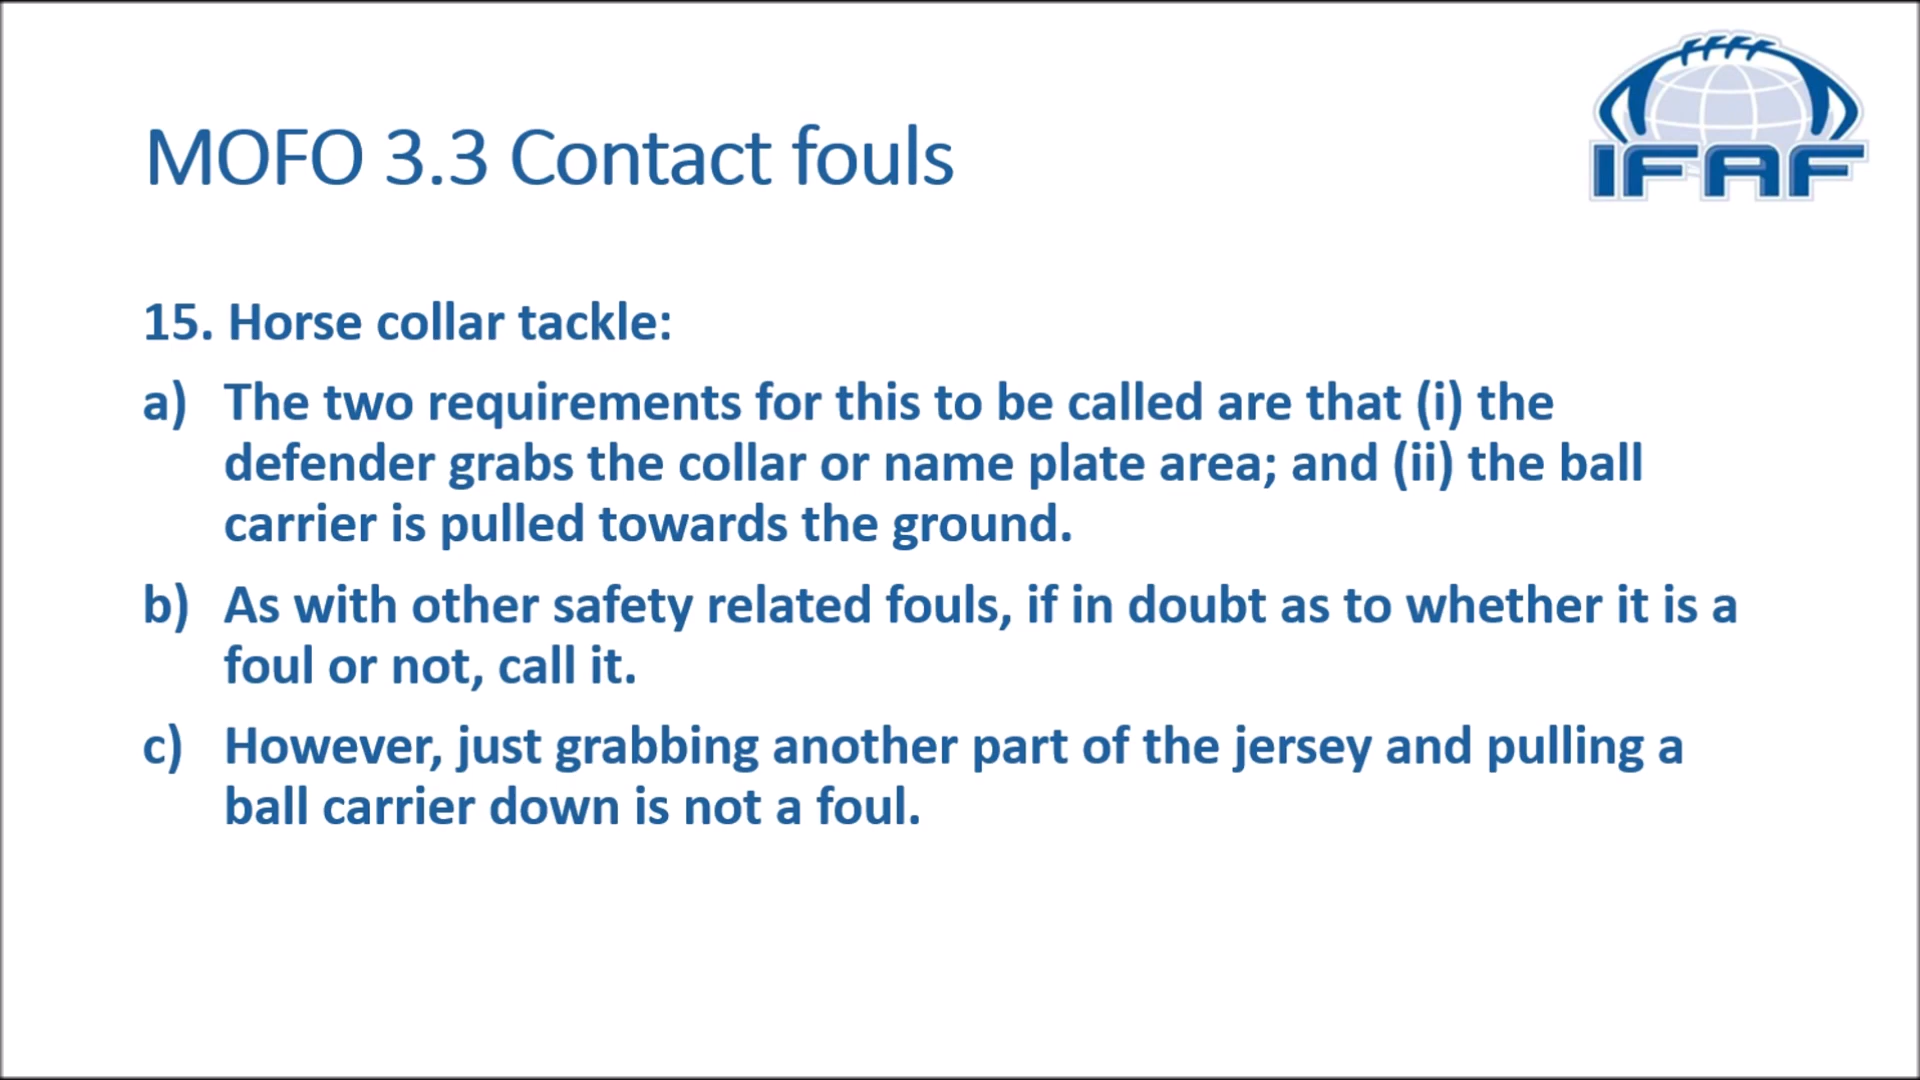 MOFO 3.3 Contact fouls
IFAF
15. Horse collar tackle:
a) The two requirements for this to be called are that (i) the
defender grabs the collar or name plate area; and (ii) the ball
carrier is pulled towards the ground.
b) As with other safety related fouls, if in doubt as to whether it is a
foul or not, call it.
c) However, just grabbing another part of the jersey and pulling a
ball carrier down is not a foul.